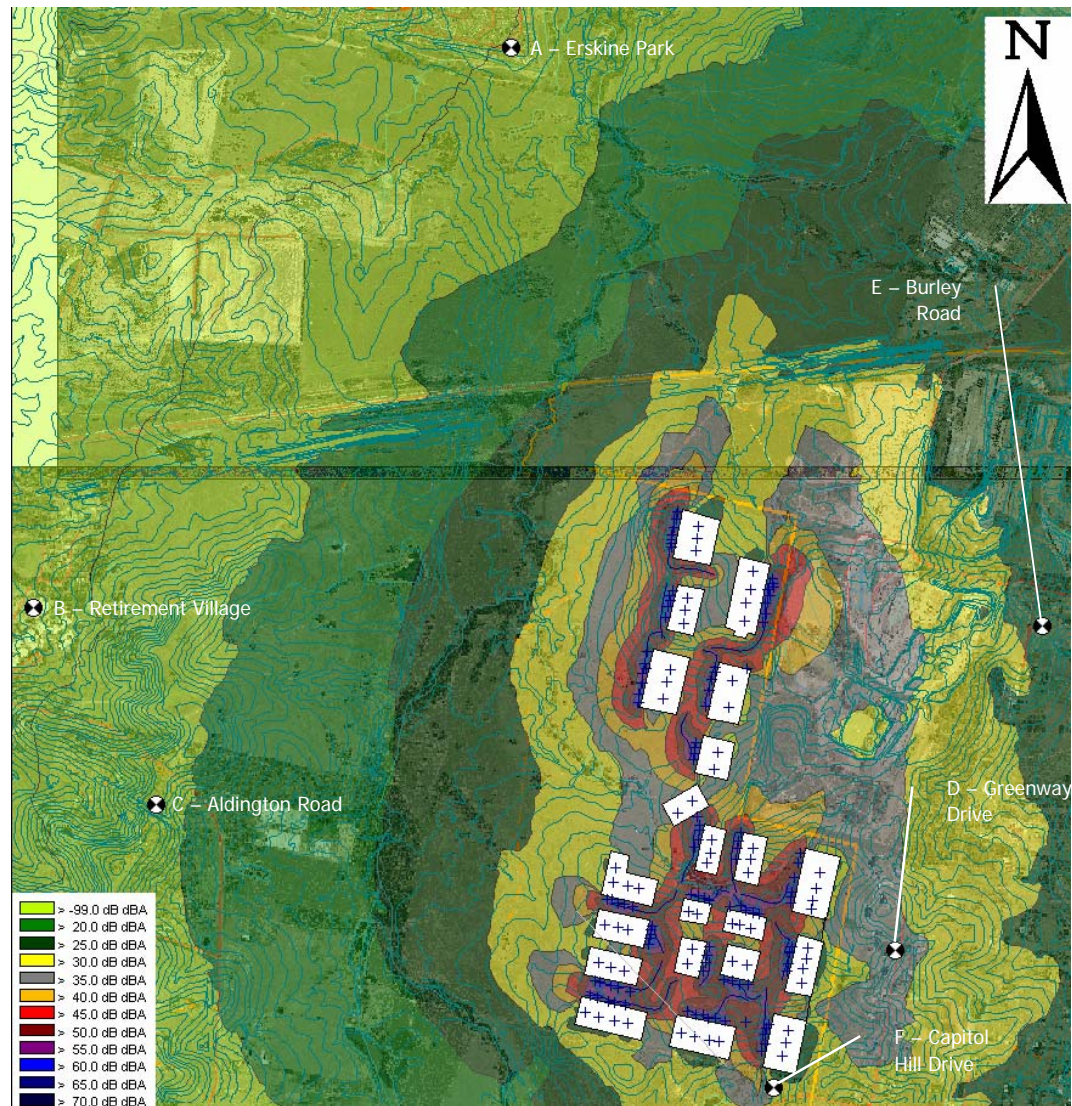 A – Erskine Park
N
E – Burley
Road
B – Retirement Village
C – Aldington Road
D – Greenway
Drive
F – Capitol
Hill Drive
> -99.0 dB dBA
> 20.0 dB dBA
> 25.0 dB dBA
> 30.0 dB dBA
> 35.0 dB dBA
> 40.0 dB dBA
> 45.0 dB dBA
> 50.0 dB dBA
> 55.0 dB dBA
> 60.0 dB dBA
> 65.0 dB dBA
> 70.0 dB dBA